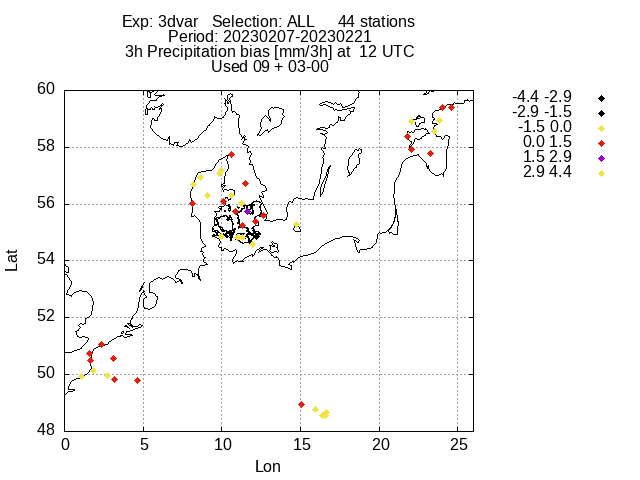 Exp: 3dvar   Selection: ALL      44 stations
Period: 20230207-20230221
3h Precipitation bias [mm/3h] at  12 UTC
Used 09 + 03-00
60
58
56
54
52
50
48
Lat
0 5 10 15 20 25
Lon
-4.4 -2.9
-2.9 -1.5
-1.5 0.0
0.0 1.5
1.5 2.9
2.9 4.4